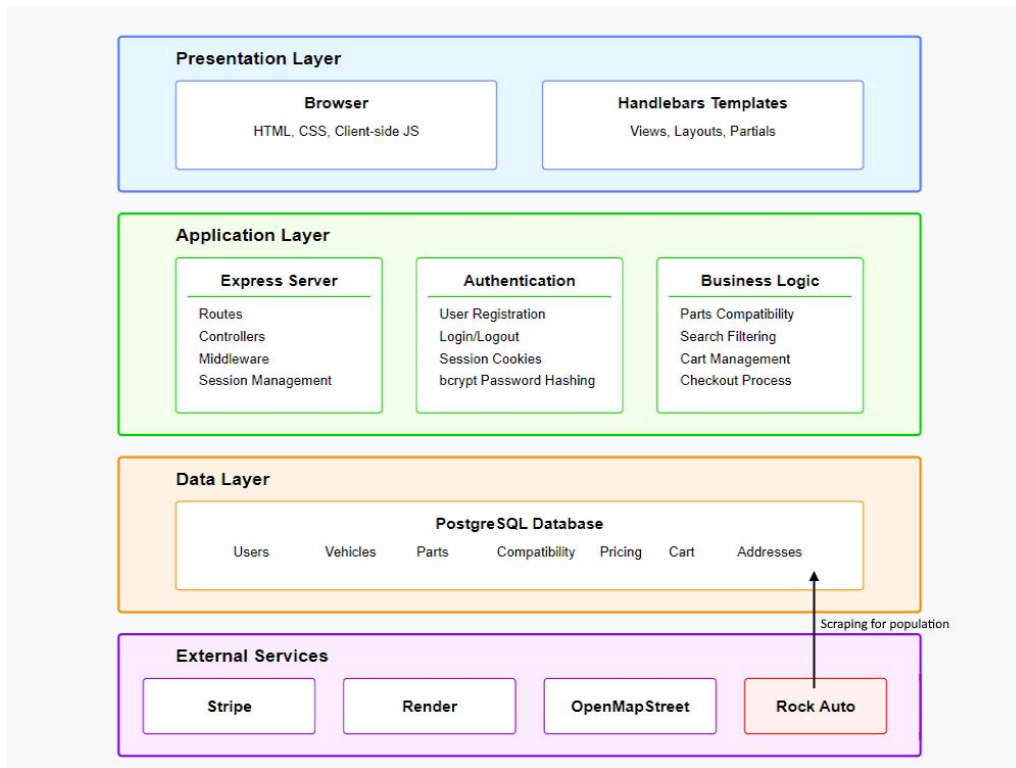 Presentation Layer
Browser
HTML, CSS, Client-side JS
Handlebars Templates
Views, Layouts, Partials
Application Layer
Express Server
Routes
Controllers
Middleware
Session Management
Authentication
User Registration
Login/Logout
Session Cookies
bcrypt Password Hashing
Business Logic
Parts Compatibility
Search Filtering
Cart Management
Checkout Process
Data Layer
PostgreSQL Database
Users Vehicles Parts Compatibility Pricing Cart Addresses
Scraping for population
External Services
Stripe
Render
OpenMapStreet
Rock Auto